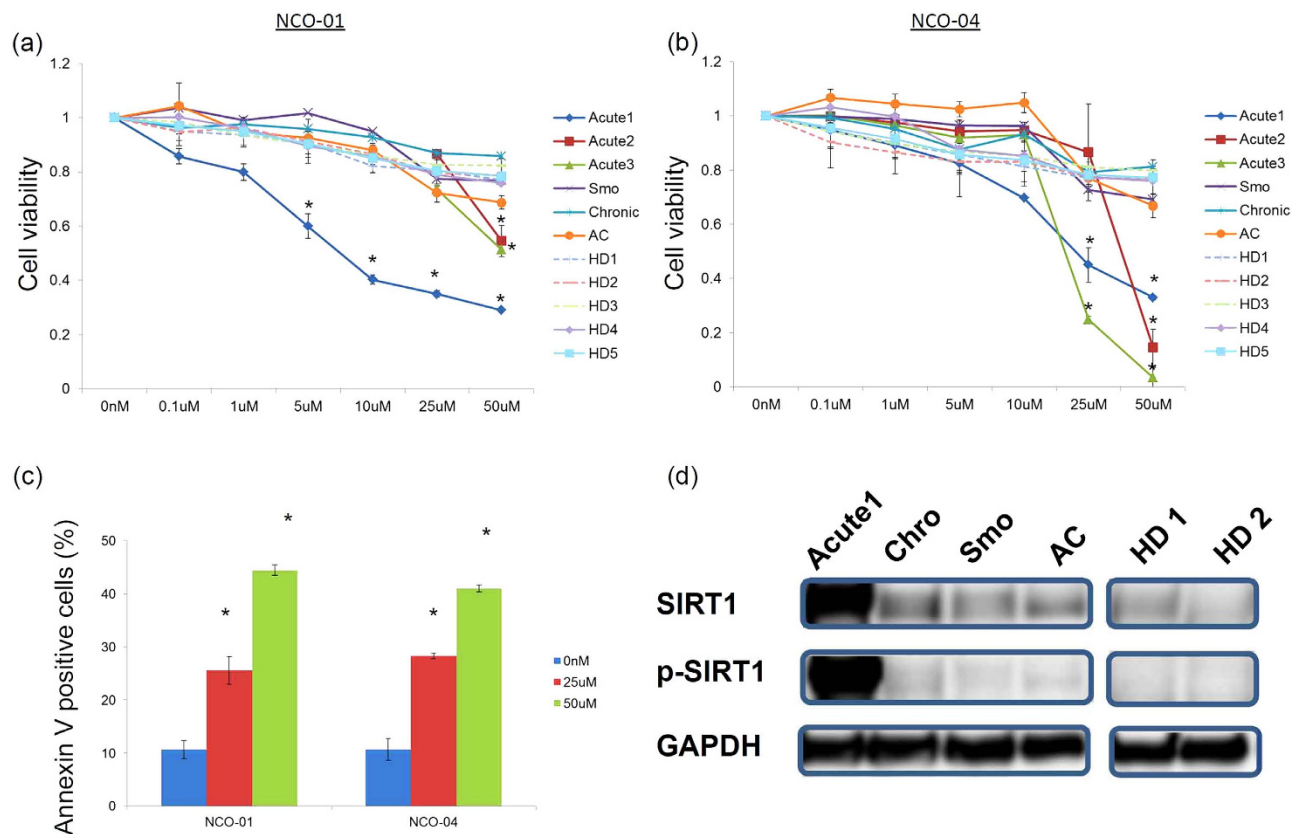 NCO-01
(a)
1.2
1
0.8
0.6
0.4
0.2
0
Cell viability
0nM 0.1uM 1uM 5uM 10uM 25uM 50uM
* * * * * *
Acute1
Acute2
Acute3
Smo
Chronic
AC
HD1
HD2
HD3
HD4
HD5
NCO-04
(b)
1.2
1
0.8
0.6
0.4
0.2
0
Cell viability
0nM 0.1uM 1uM 5uM 10uM 25uM 50uM
* * * * *
Acute1
Acute2
Acute3
Smo
Chronic
AC
HD1
HD2
HD3
HD4
HD5
(c)
Annexin V positive cells (%)
50
40
30
20
10
0
* * * *
NCO-01 NCO-04
0nM
25uM
50uM
(d)
Acute1 Chro Smo AC HD 1 HD 2
SIRT1
p-SIRT1
GAPDH